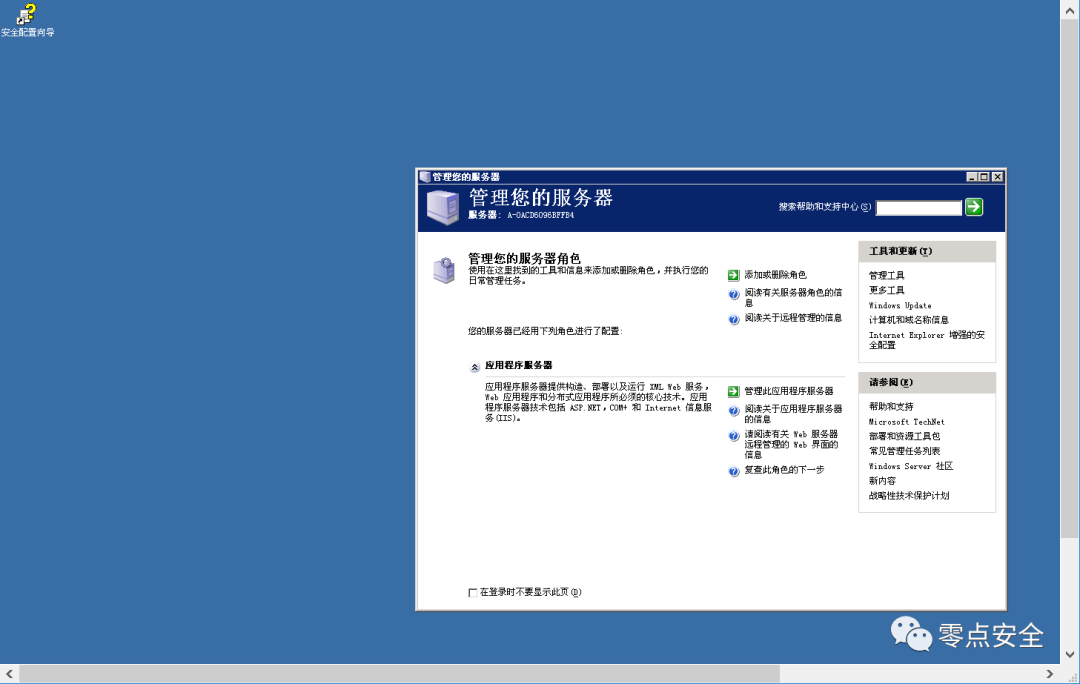 安全配置向导
管理您的服务器
管理您的服务器
服务器: A-0ACD6096BFFB4
搜索帮助和支持中心(S)
管理您的服务器角色
使用在这里找到的工具和信息来添加或删除角色，并执行您的
日常管理任务。
添加或删除角色
阅读有关服务器角色的信
息
阅读关于远程管理的信息
您的服务器已经用下列角色进行了配置:
应用程序服务器
应用程序服务器提供构造、部署以及运行 XML Web 服务，
Web 应用程序和分布式应用程序所必须的核心技术。应用
程序服务器技术包括 ASP.NET，COM+ 和 Internet 信息服
务(IIS)。
管理此应用程序服务器
阅读关于应用程序服务器
的信息
请阅读有关 Web 服务器
远程管理的 Web 界面的
信息
复查此角色的下一步
工具和更新(T)
管理工具
更多工具
Windows Update
计算机和域名称信息
Internet Explorer 增强的安
全配置
请参阅(E)
帮助和支持
Microsoft TechNet
部署和资源工具包
常见管理任务列表
Windows Server 社区
新内容
战略性技术保护计划
在登录时不要显示此页(D)
零点安全